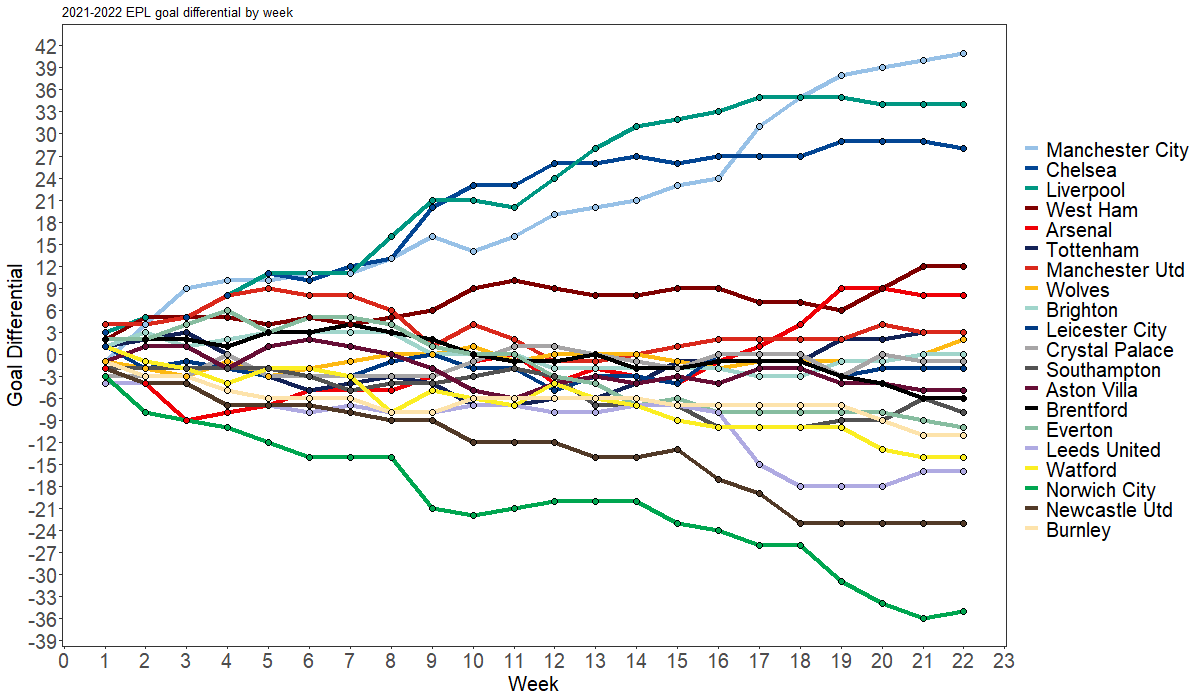 2021-2022 EPL goal differential by week
42
39
36
33
30
27
24
21
18
15
12
9
6
3
0
-3
-6
-9
-12
-15
-18
-21
-24
-27
-30
-33
-36
-39
Goal Differential
0 1 2 3 4 5 6 7 8 9 10 11 12 13 14 15 16 17 18 19 20 21 22 23
Week
Manchester City
Chelsea
Liverpool
West Ham
Arsenal
Tottenham
Manchester Utd
Wolves
Brighton
Leicester City
Crystal Palace
Southampton
Aston Villa
Brentford
Everton
Leeds United
Watford
Norwich City
Newcastle Utd
Burnley